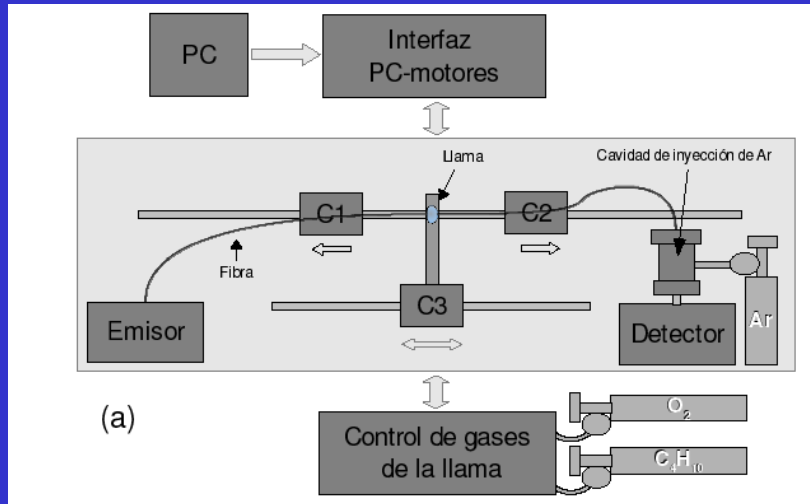 PC
Interfaz
PC-motores
Llama
Cavidad de inyección de Ar
C1
C2
Fibra
C3
Emisor
Detector
Ar
(a)
Control de gases
de la llama
O2
C4H10